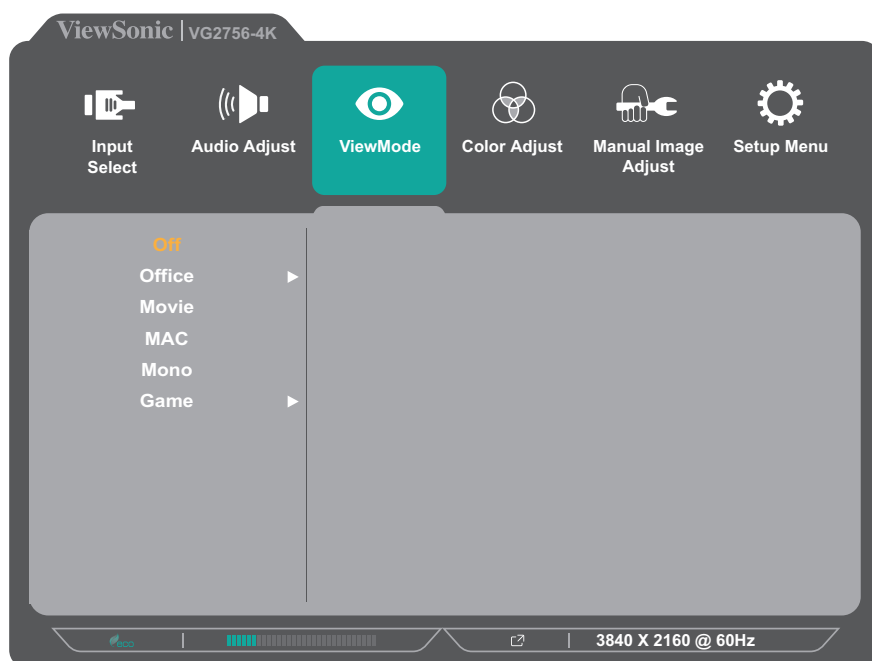 ViewSonic | VG2756-4K
Input
Select
Audio Adjust
ViewMode
Color Adjust
Manual Image
Adjust
Setup Menu
Off
Office
Movie
MAC
Mono
Game
eco
3840 X 2160 @ 60Hz